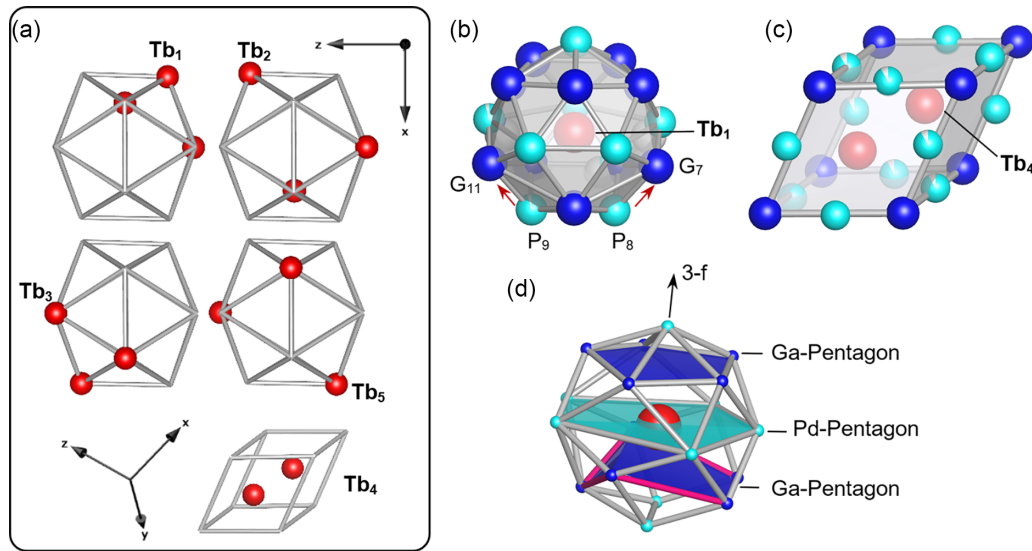 (a)
Tb₁
Tb₂
z
x
Tb₃
Tb₅
z
x
y
Tb₄
(b)
Tb₁
G₁₁
G₇
P₉
P₈
(c)
Tb₄
(d)
3-f
Ga-Pentagon
Pd-Pentagon
Ga-Pentagon